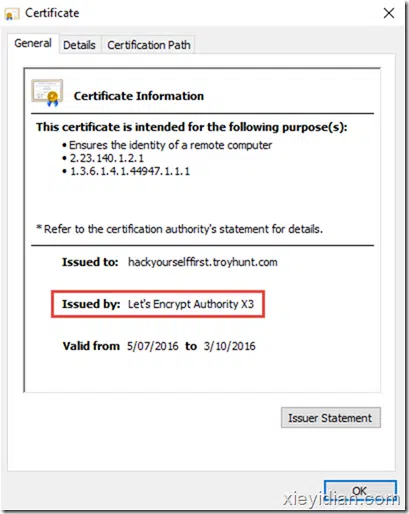 Certificate
General
Details
Certification Path
Certificate Information
This certificate is intended for the following purpose(s):
• Ensures the identity of a remote computer
• 2.23.140.1.2.1
• 1.3.6.1.4.1.44947.1.1.1
* Refer to the certification authority's statement for details.
Issued to: hackyourselffirst.troyhunt.com
Issued by: Let's Encrypt Authority X3
Valid from 5/07/2016 to 3/10/2016
Issuer Statement
OK
xieyidian.com